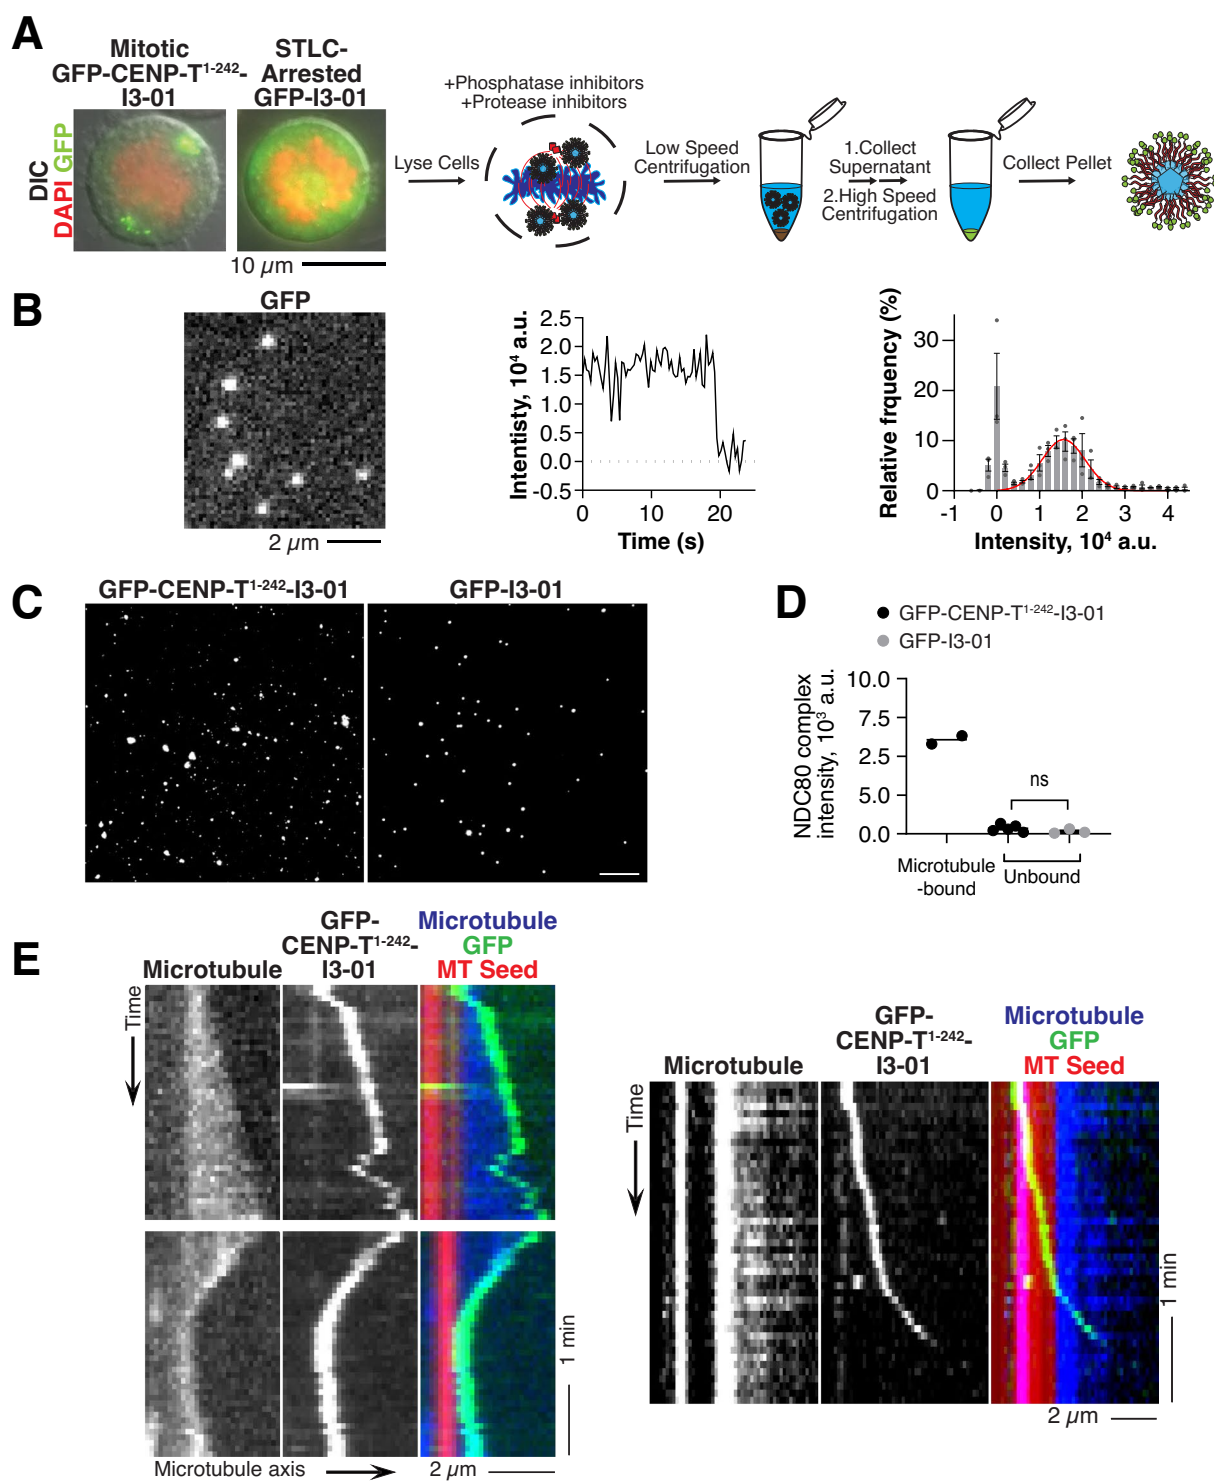 A
Mitotic
GFP-CENP-T1-242-
I3-01
STLC-
Arrested
GFP-I3-01
DIC
DAPI GFP
10 µm
Lyse Cells
+Phosphatase inhibitors
+Protease inhibitors
Low Speed
Centrifugation
1.Collect
Supernatant
2.High Speed
Centrifugation
Collect Pellet
B
GFP
2 µm
Intentisty, 10⁴ a.u.
2.5
2.0
1.5
0.5
0.0
-0.5
0 10 20
Time (s)
Relative frquency (%)
30
20
10
0
-1 0 1 2 3 4
Intensity, 10⁴ a.u.
C
GFP-CENP-T1-242-I3-01
GFP-I3-01
D
GFP-CENP-T1-242-I3-01
GFP-I3-01
NDC80 complex
intensity, 10³ a.u.
10.0
7.5
2.5
5.0
0.0
ns
Microtubule
-bound
Unbound
E
Microtubule
GFP-
CENP-T1-242-
I3-01
Microtubule
GFP
MT Seed
Time
1 min
Microtubule axis
2 µm
Microtubule
GFP-
CENP-T1-242-
I3-01
Microtubule
GFP
MT Seed
Time
1 min
2 µm